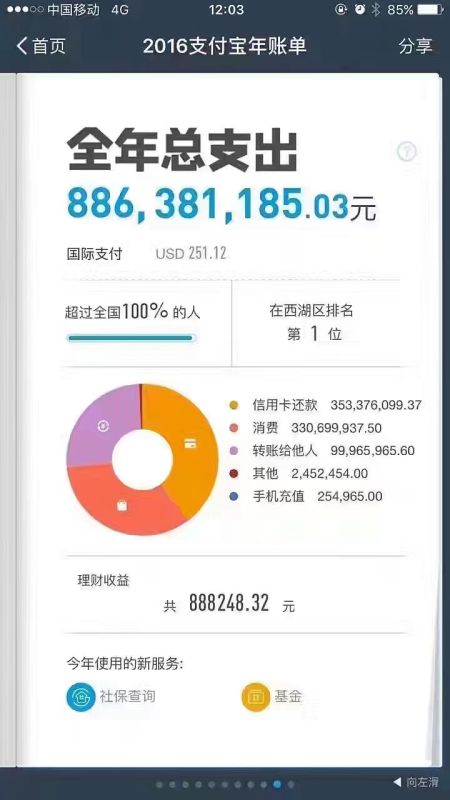 中国移动 4G 12:03 85%
首页 2016支付宝年账单 分享
全年总支出
886,381,185.03元
国际支付 USD 251.12
超过全国100% 的人
在西湖区排名
第 1 位
信用卡还款 353,376,099.37
消费 330,699,937.50
转账给他人 99,965,965.60
其他 2,452,454.00
手机充值 254,965.00
理财收益
共 888248.32 元
今年使用的新服务:
社保查询 基金
向左滑